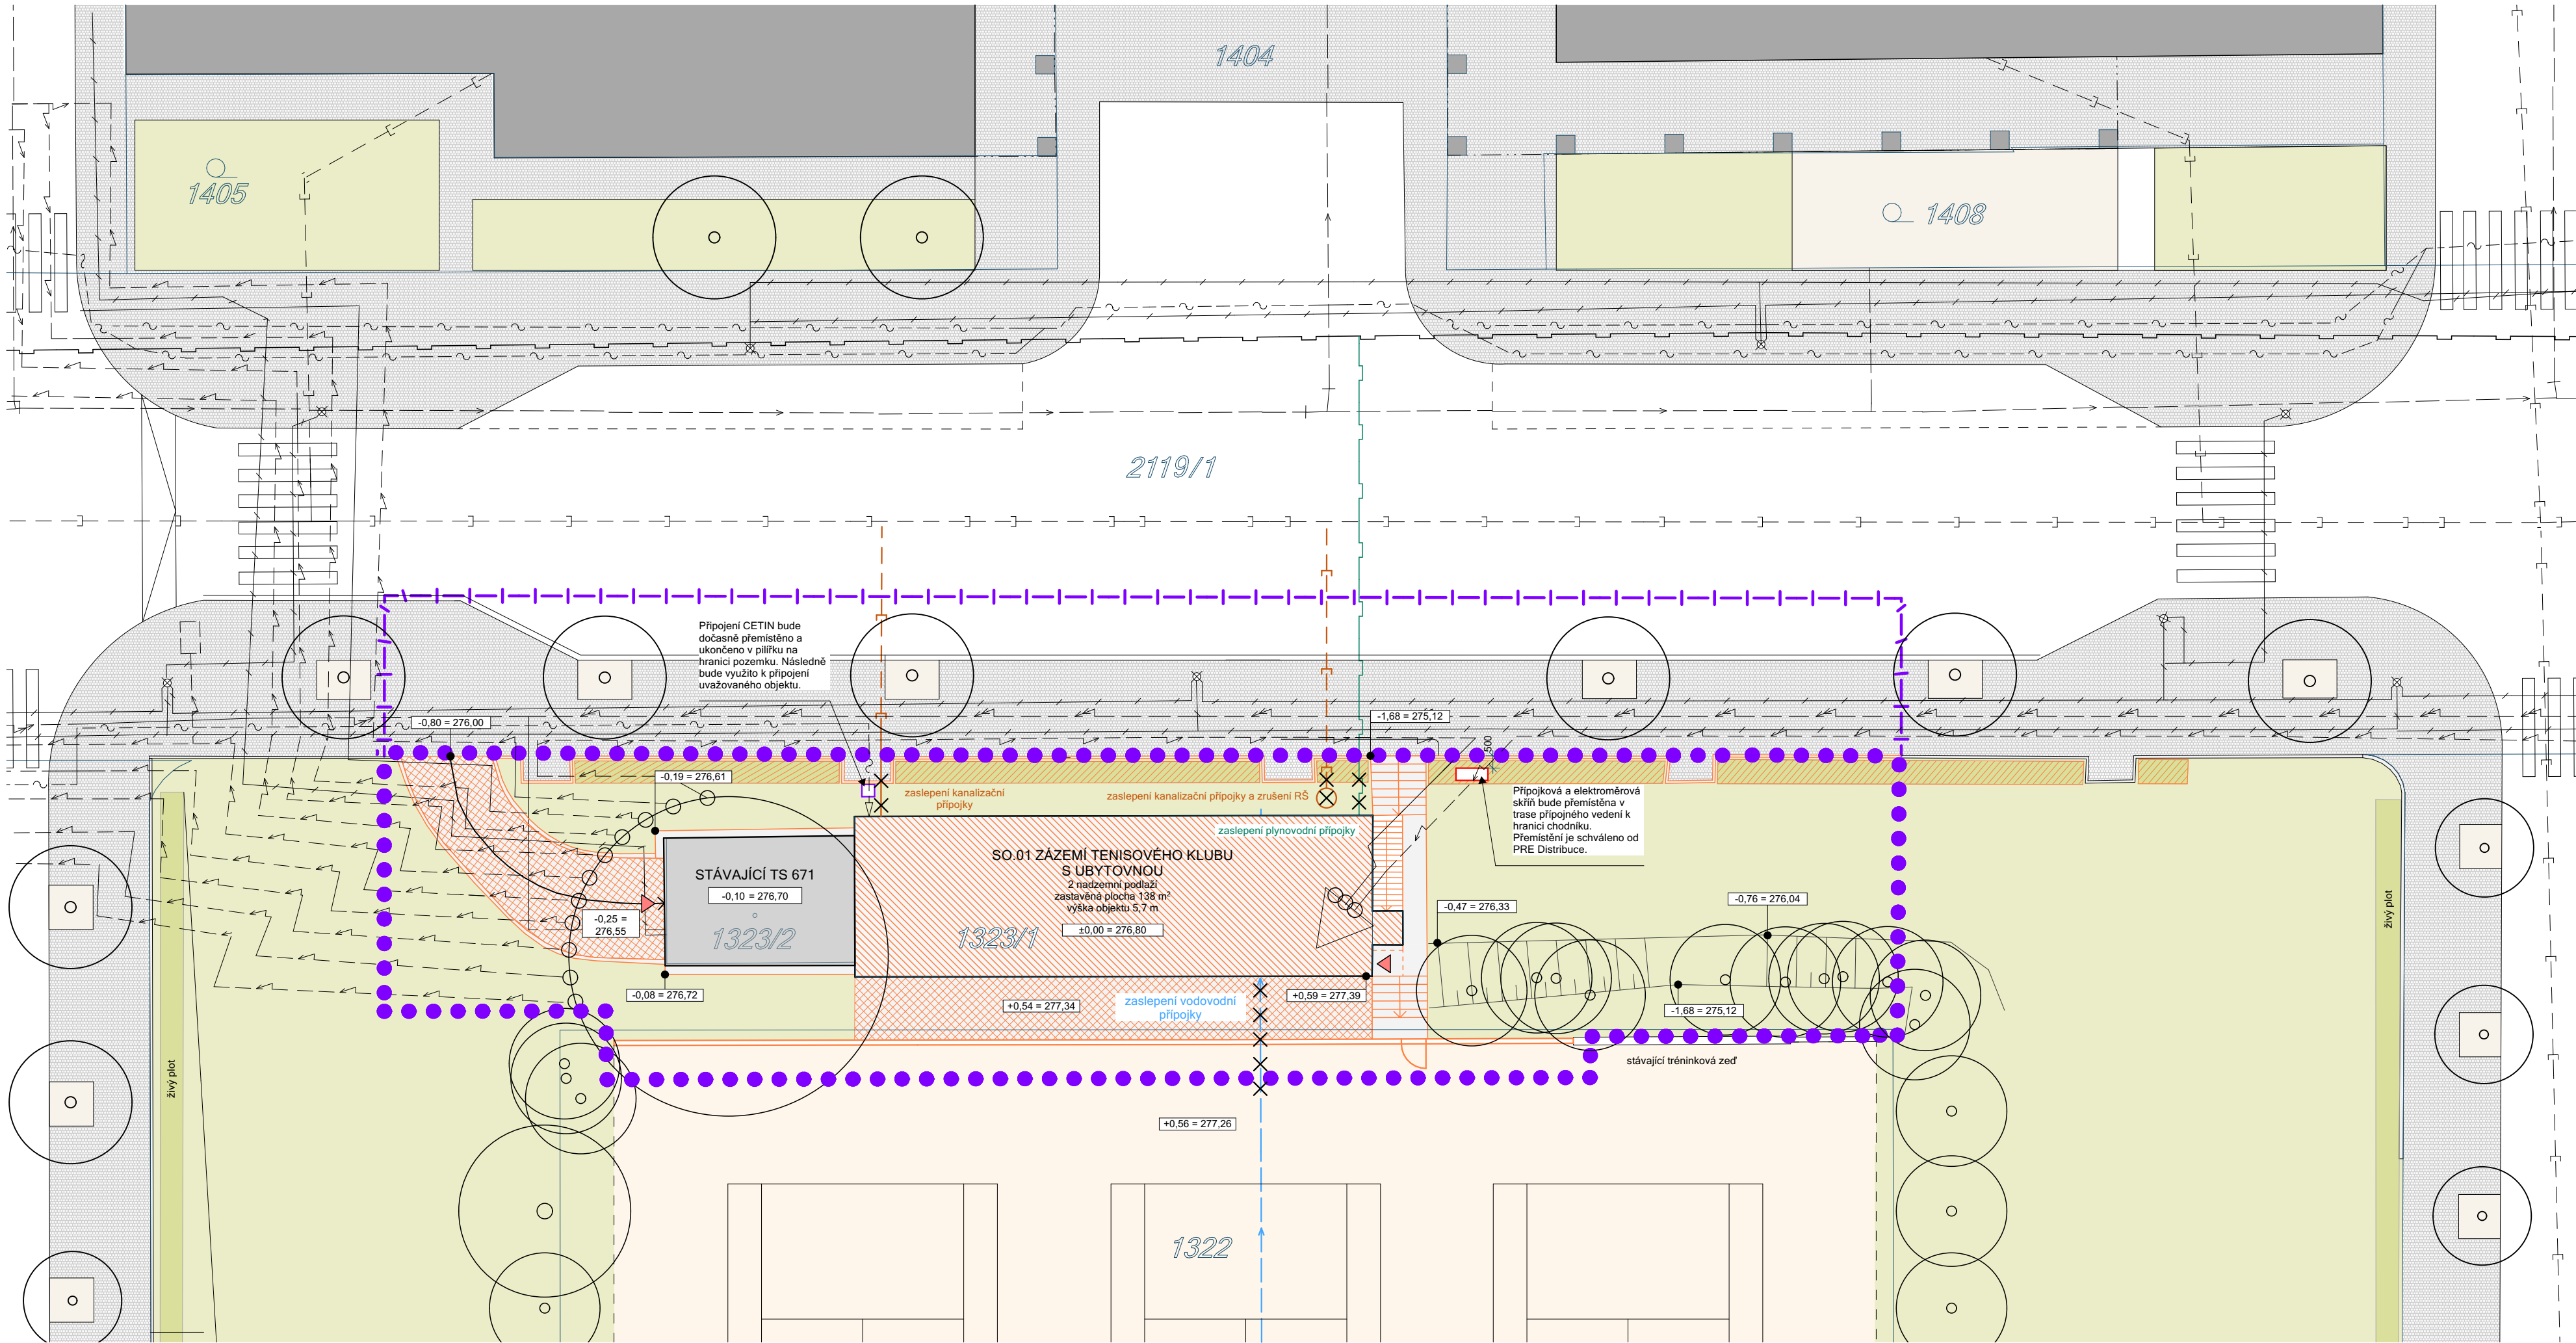 1404
1405
1408
2119/1
Připojení CETIN bude
dočasně přemístěno a
ukončeno v pilířku na
hranici pozemku. Následně
bude využito k připojení
uvažovaného objektu.
-0,80 = 276,00
-1,68 = 275,12
500
-0,19 = 276,61
zaslepení kanalizační
přípojky
zaslepení kanalizační přípojky a zrušení RŠ
Přípojková a elektroměrová
skříň bude přemístěna v
trase přípojného vedení k
hranici chodníku.
Přemístění je schváleno od
PRE Distribuce.
zaslepení plynovodní přípojky
SO.01 ZÁZEMÍ TENISOVÉHO KLUBU
S UBYTOVNOU
2 nadzemní podlaží
zastavěná plocha 138 m²
výška objektu 5,7 m
±0,00 = 276,80
STÁVAJÍCÍ TS 671
-0,10 = 276,70
-0,25 =
276,55
1323/2
1323/1
-0,47 = 276,33
-0,76 = 276,04
živý plot
živý plot
-0,08 = 276,72
+0,54 = 277,34
zaslepení vodovodní
přípojky
+0,59 = 277,39
-1,68 = 275,12
stávající tréninková zeď
+0,56 = 277,26
1322